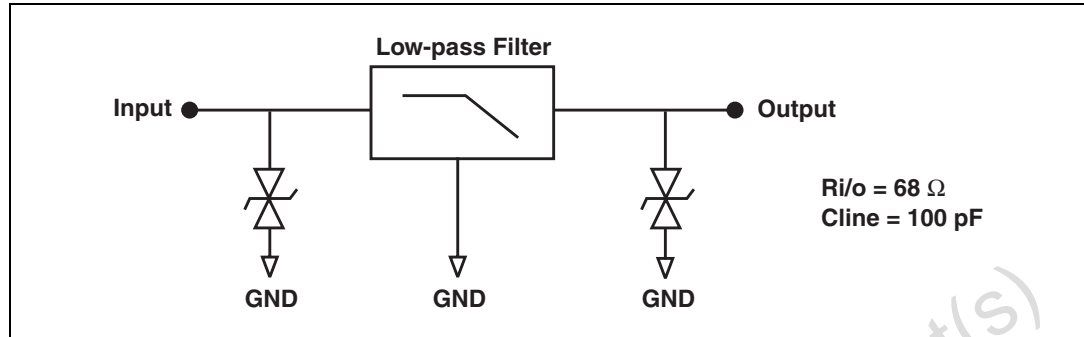 Low-pass Filter
Input
Output
Ri/o = 68 Ω
Cline = 100 pF
GND
GND
GND
t(s)